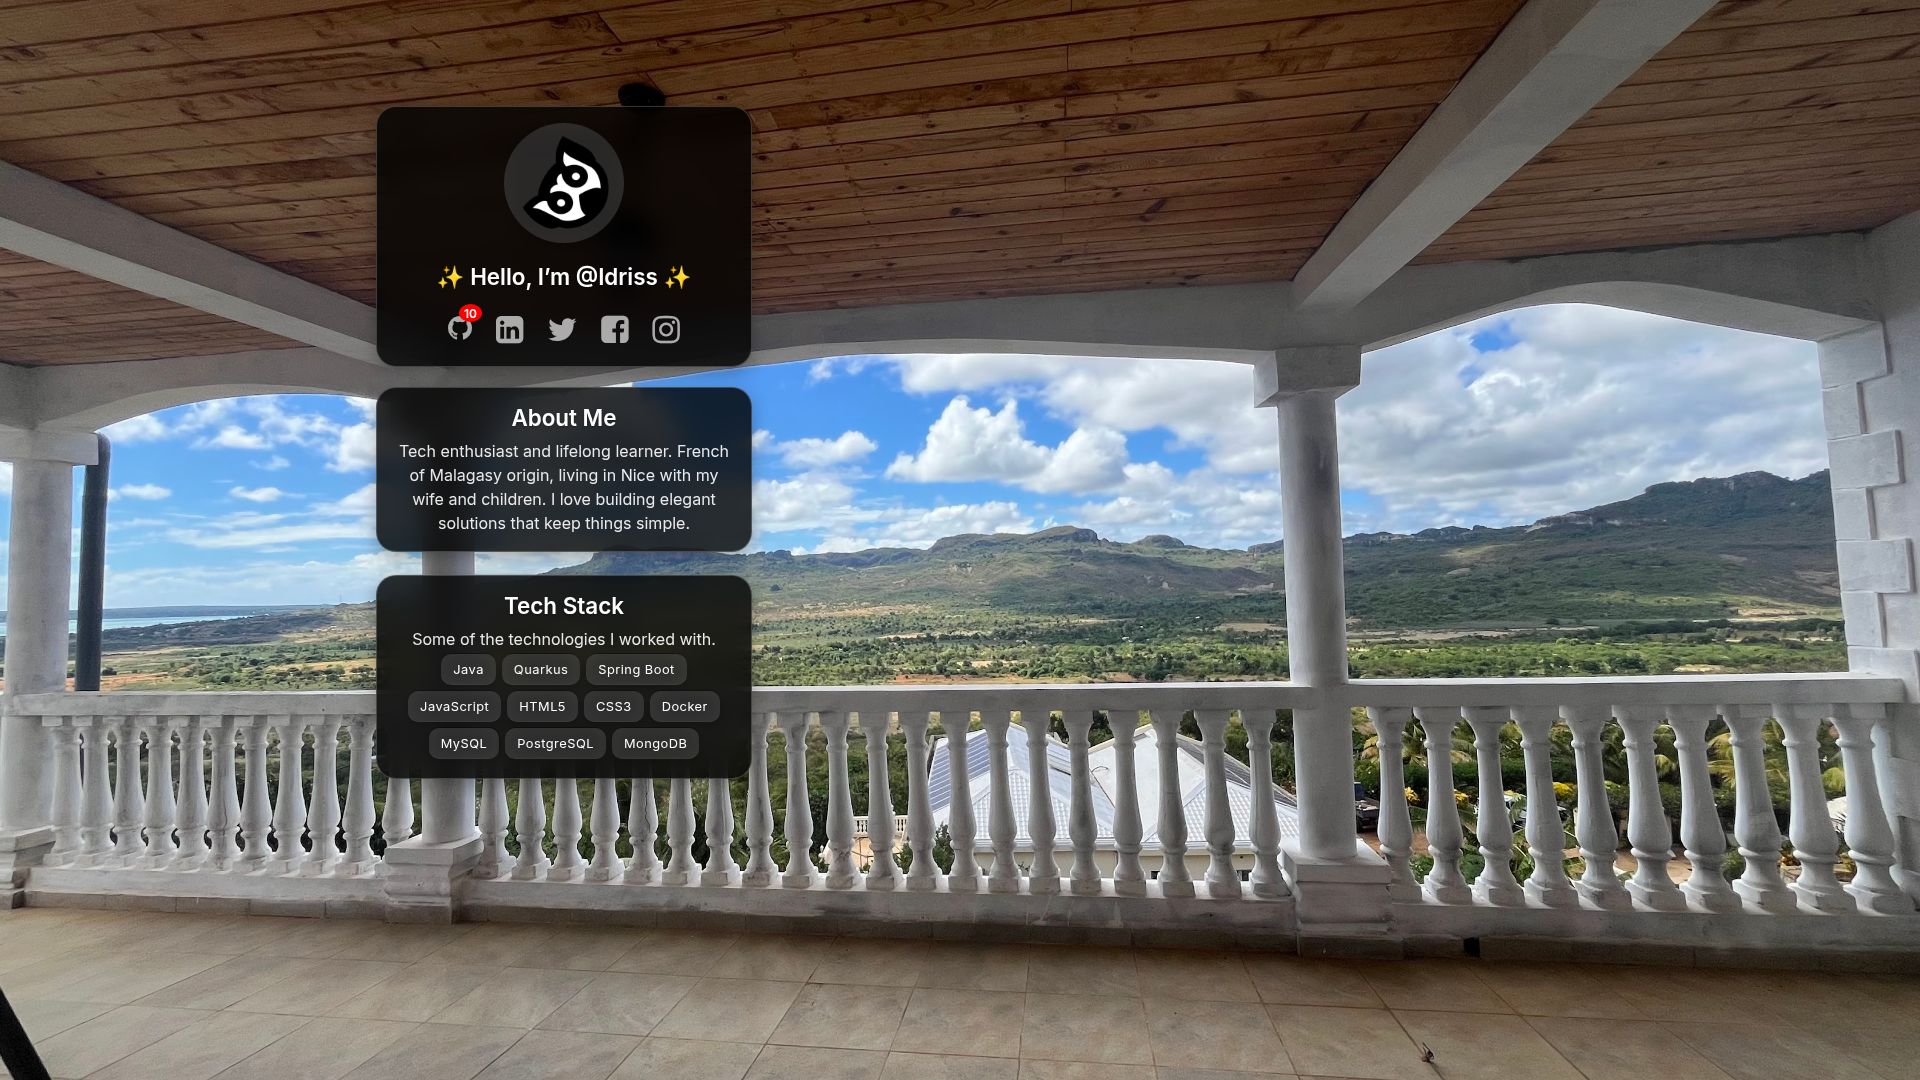 ✨ Hello, I’m @Idriss ✨
10
About Me
Tech enthusiast and lifelong learner. French
of Malagasy origin, living in Nice with my
wife and children. I love building elegant
solutions that keep things simple.
Tech Stack
Some of the technologies I worked with.
Java Quarkus Spring Boot
JavaScript HTML5 CSS3 Docker
MySQL PostgreSQL MongoDB